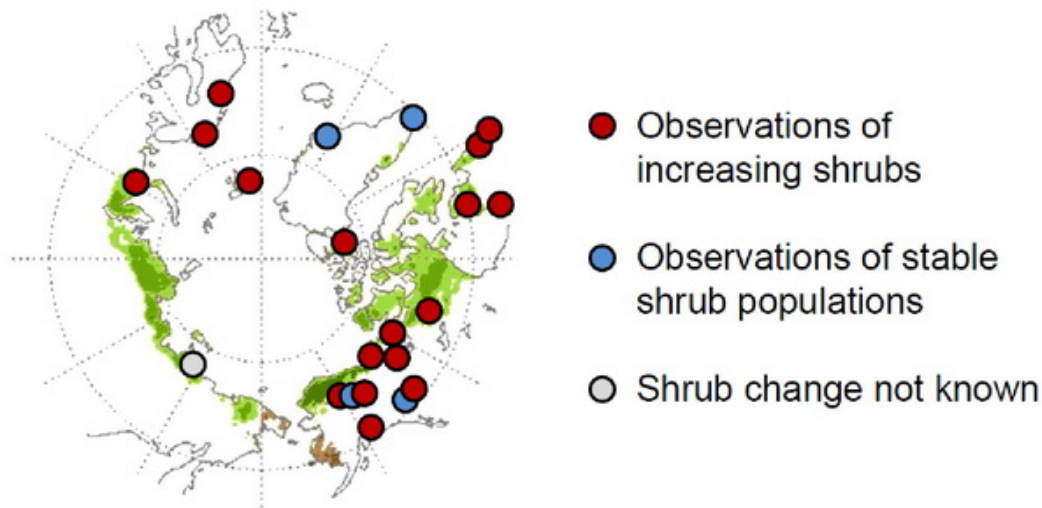 Observations of
increasing shrubs
Observations of stable
shrub populations
Shrub change not known